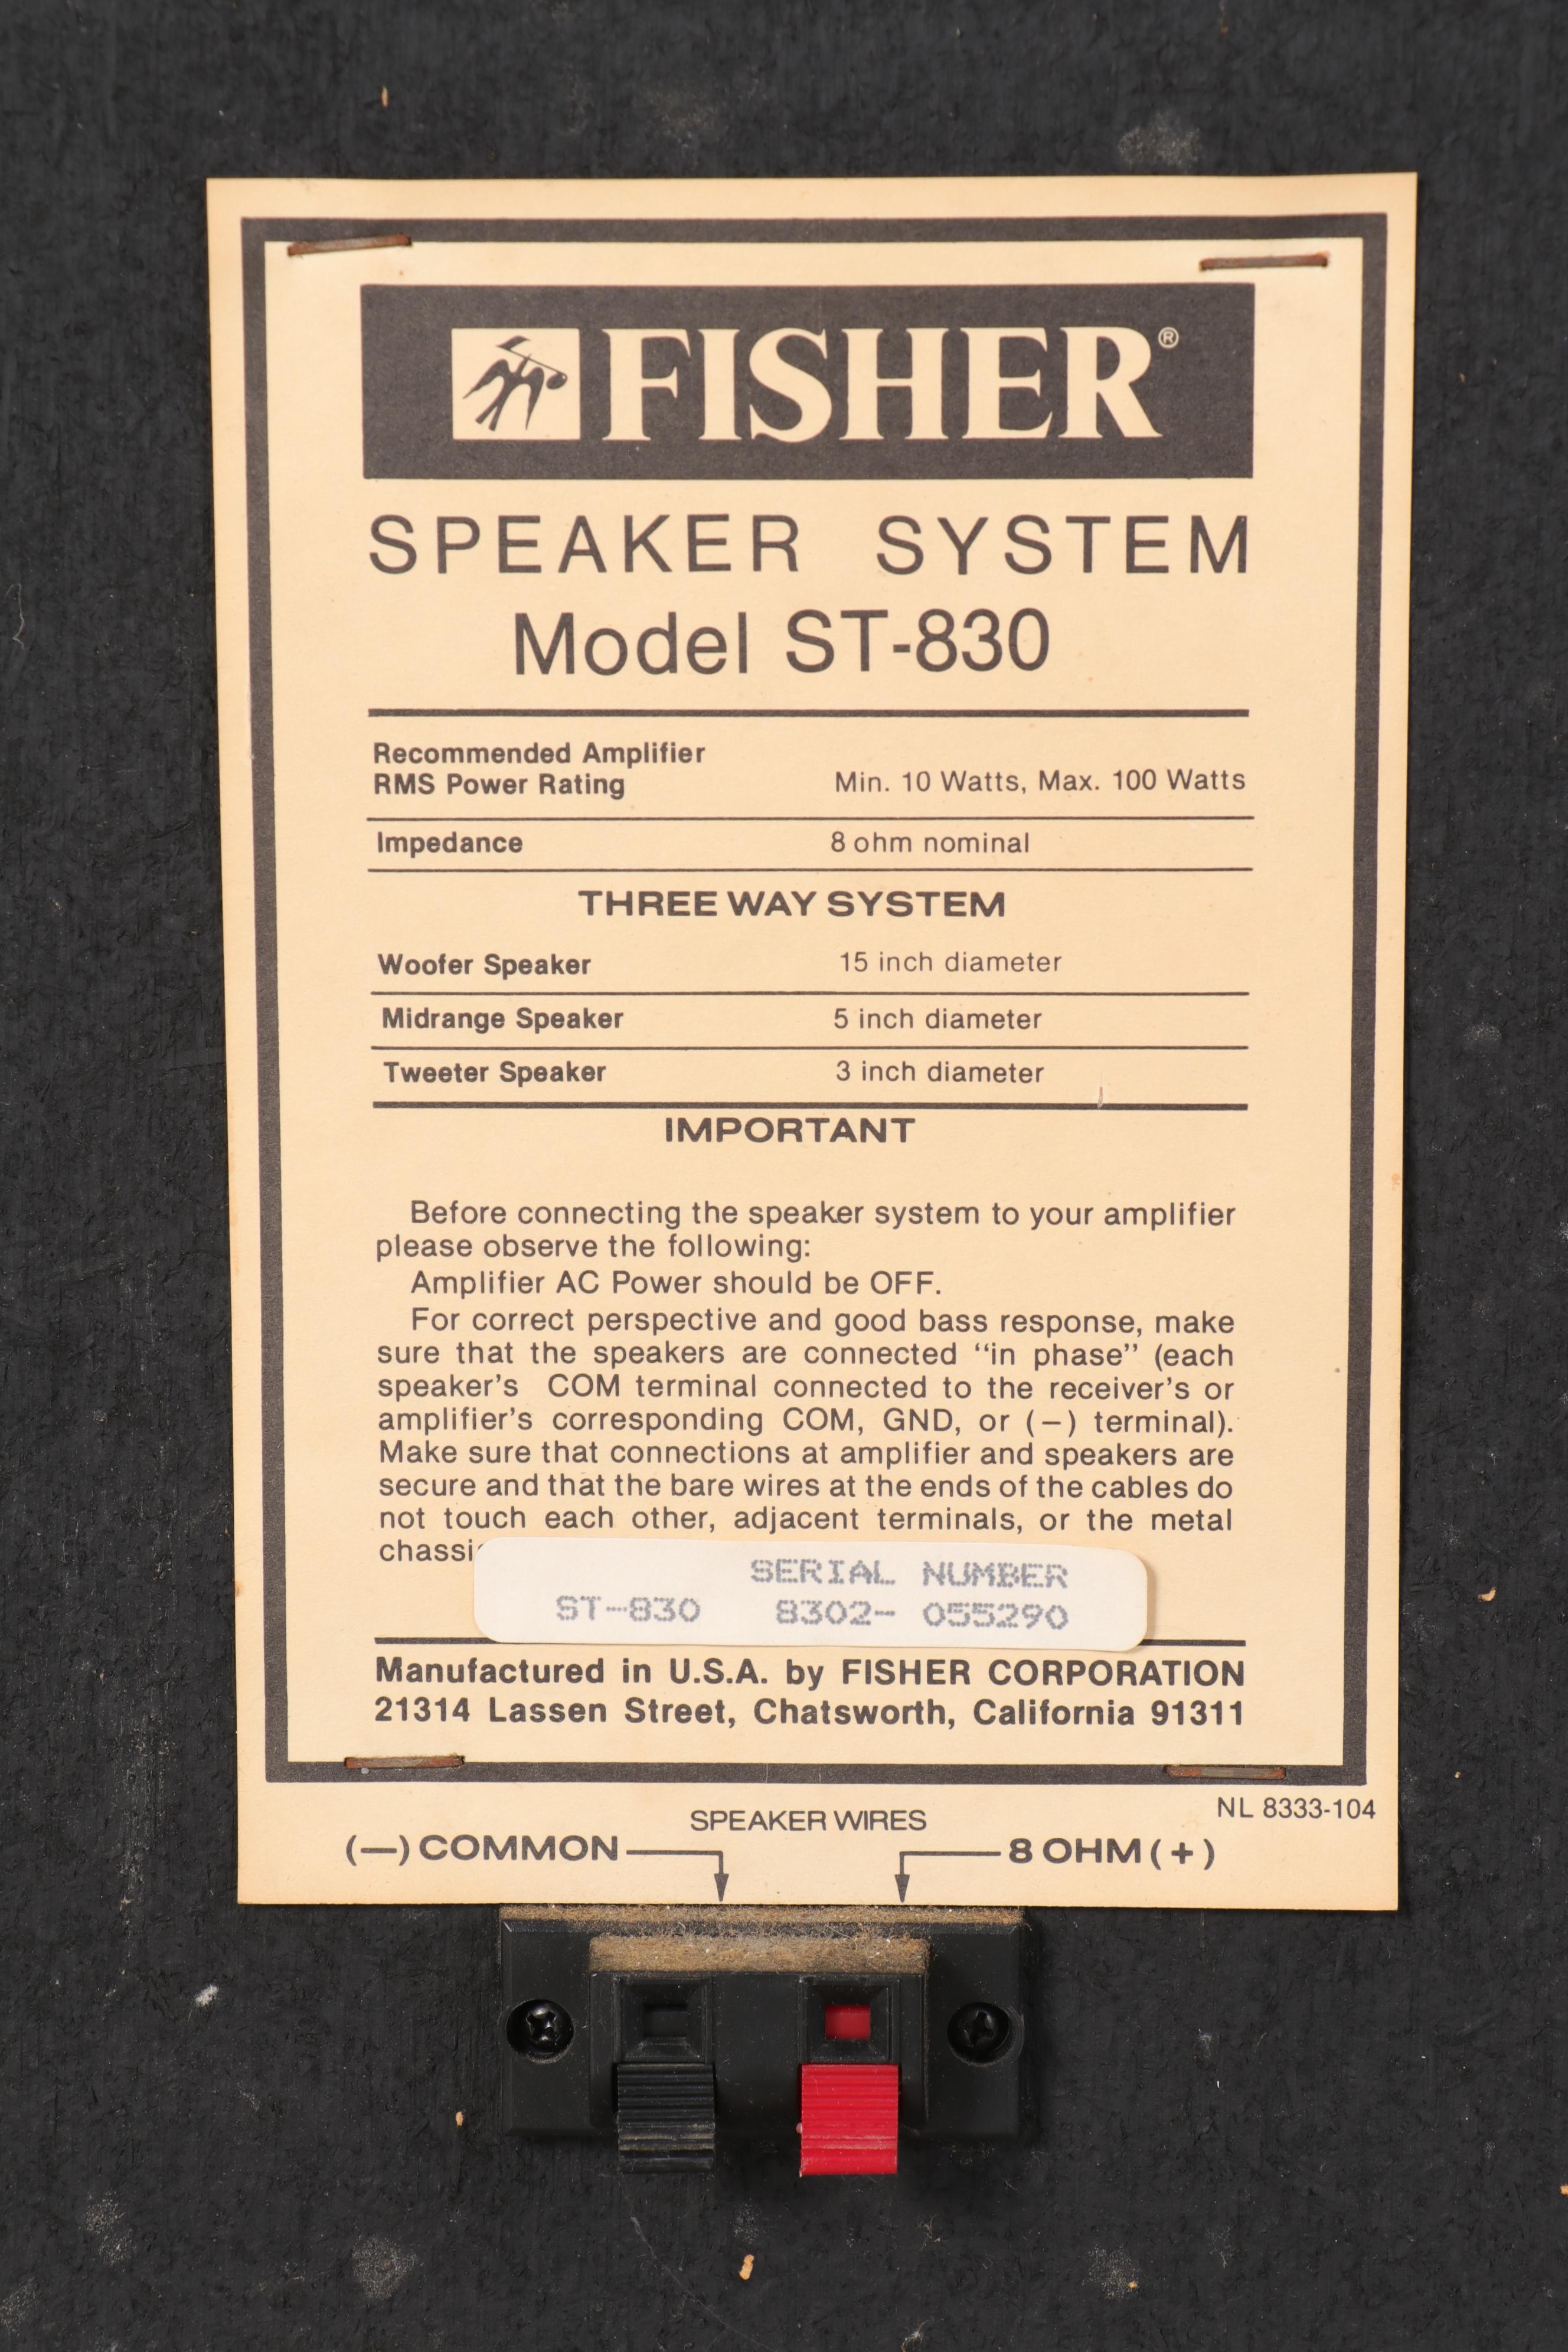 FISHER®
SPEAKER SYSTEM
Model ST-830
Recommended Amplifier
RMS Power Rating Min. 10 Watts, Max. 100 Watts
Impedance 8 ohm nominal
THREE WAY SYSTEM
Woofer Speaker 15 inch diameter
Midrange Speaker 5 inch diameter
Tweeter Speaker 3 inch diameter
IMPORTANT
Before connecting the speaker system to your amplifier
please observe the following:
Amplifier AC Power should be OFF.
For correct perspective and good bass response, make
sure that the speakers are connected “in phase” (each
speaker's COM terminal connected to the receiver's or
amplifier's corresponding COM, GND, or (−) terminal).
Make sure that connections at amplifier and speakers are
secure and that the bare wires at the ends of the cables do
not touch each other, adjacent terminals, or the metal
SERIAL NUMBER
ST-830 8302- 055290
Manufactured in U.S.A. by FISHER CORPORATION
21314 Lassen Street, Chatsworth, California 91311
NL 8333-104
SPEAKER WIRES
(—) COMMON 8 OHM (+)